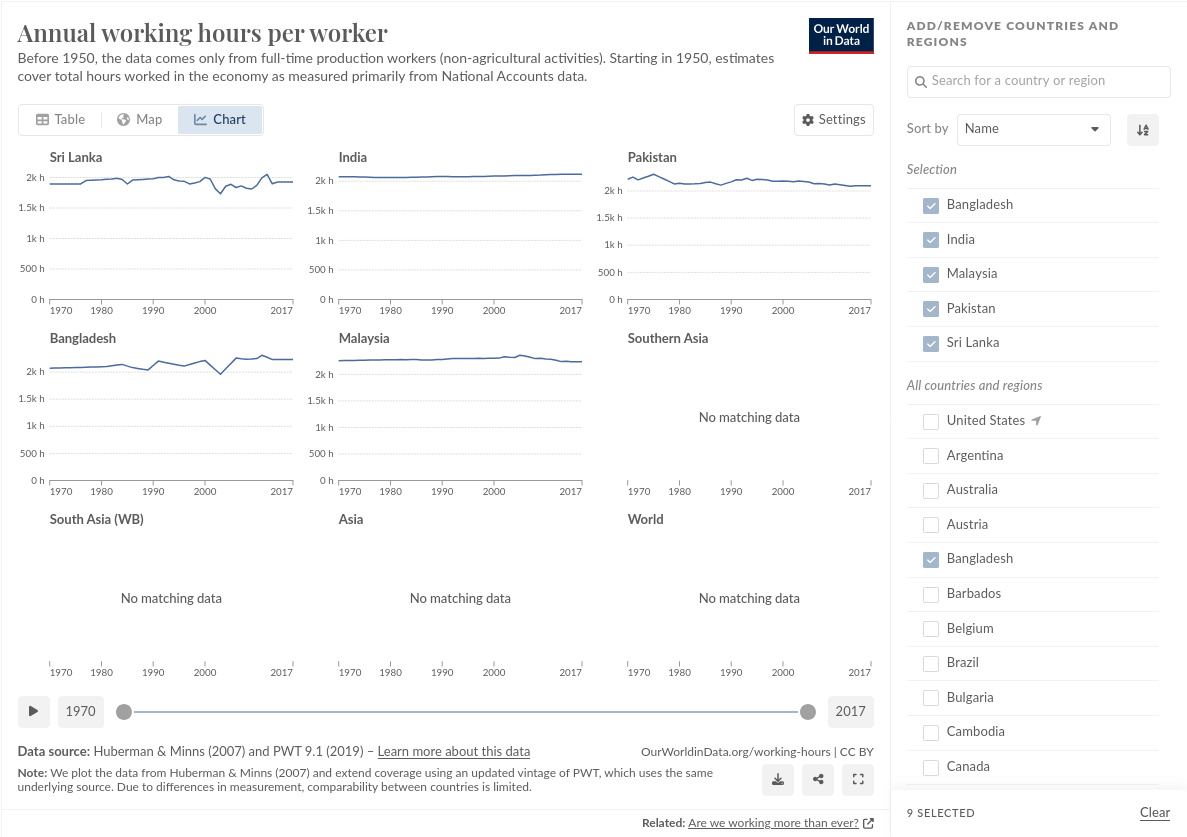 Annual working hours per worker
Before 1950, the data comes only from full-time production workers (non-agricultural activities). Starting in 1950, estimates
cover total hours worked in the economy as measured primarily from National Accounts data.
Our World
in Data
Table
Map
Chart
Settings
Sri Lanka
2k h
1.5k h
1k h
500 h
0 h
1970 1980 1990 2000 2017
India
2k h
1.5k h
1k h
500 h
0 h
1970 1980 1990 2000 2017
Pakistan
2k h
1.5k h
1k h
500 h
0 h
1970 1980 1990 2000 2017
Bangladesh
2k h
1.5k h
1k h
500 h
0 h
1970 1980 1990 2000 2017
Malaysia
2k h
1.5k h
1k h
500 h
0 h
1970 1980 1990 2000 2017
Southern Asia
No matching data
1970 1980 1990 2000 2017
South Asia (WB)
No matching data
1970 1980 1990 2000 2017
Asia
No matching data
1970 1980 1990 2000 2017
World
No matching data
1970 1980 1990 2000 2017
1970
2017
Data source: Huberman & Minns (2007) and PWT 9.1 (2019) – Learn more about this data
OurWorldinData.org/working-hours | CC BY
Note: We plot the data from Huberman & Minns (2007) and extend coverage using an updated vintage of PWT, which uses the same
underlying source. Due to differences in measurement, comparability between countries is limited.
Related: Are we working more than ever?
ADD/REMOVE COUNTRIES AND
REGIONS
Search for a country or region
Sort by
Name
Selection
Bangladesh
India
Malaysia
Pakistan
Sri Lanka
All countries and regions
United States
Argentina
Australia
Austria
Bangladesh
Barbados
Belgium
Brazil
Bulgaria
Cambodia
Canada
9 SELECTED
Clear